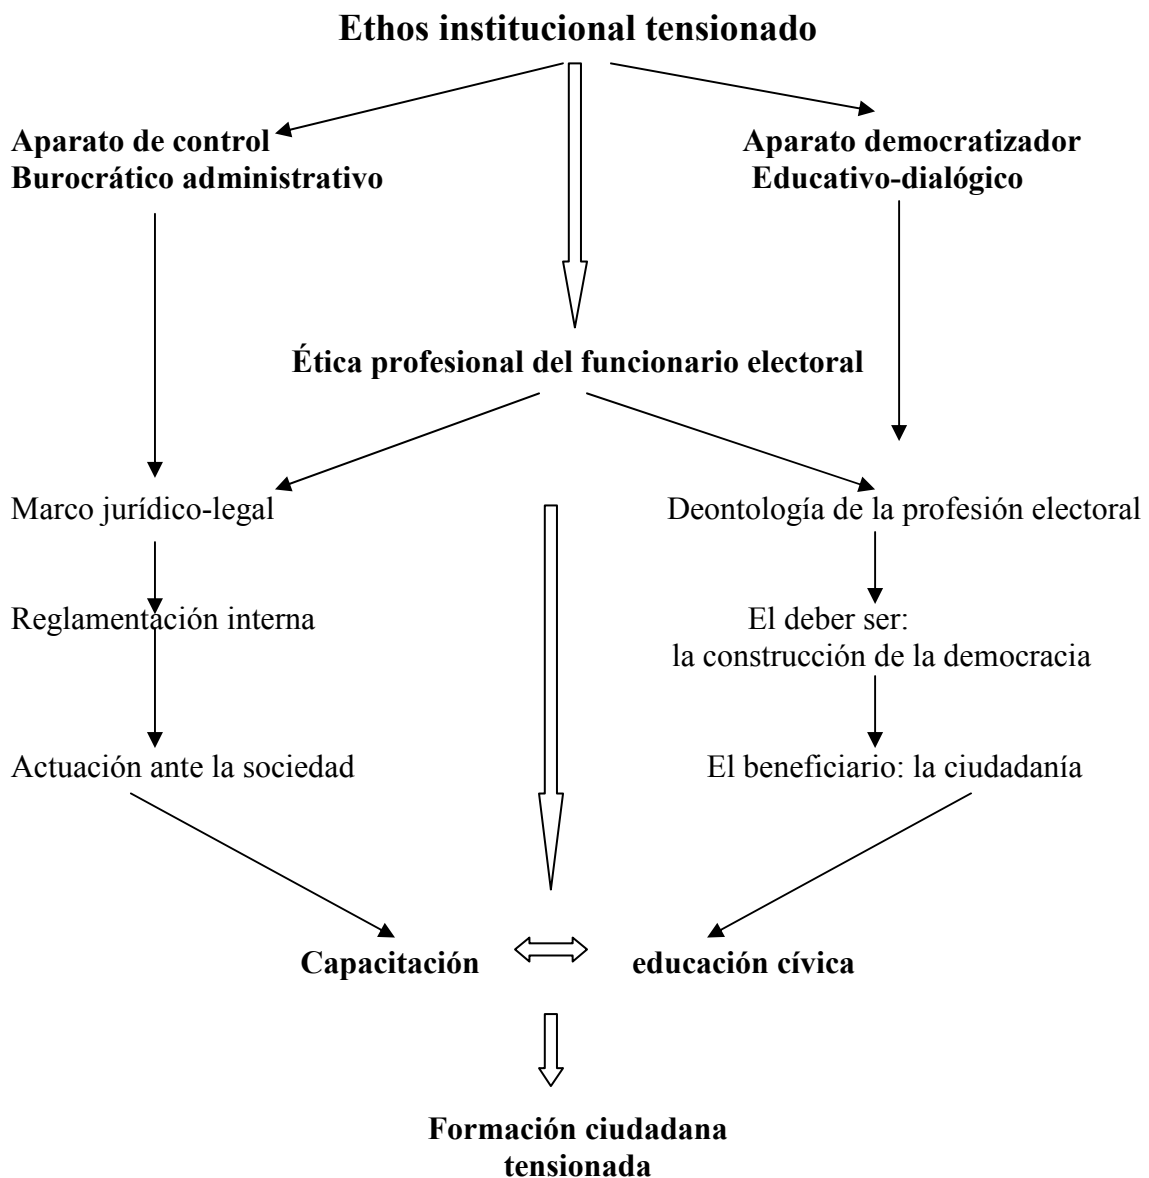 Ethos institucional tensionado
Aparato de control
Burocrático administrativo
Aparato democratizador
Educativo-dialógico
Ética profesional del funcionario electoral
Marco jurídico-legal
Deontología de la profesión electoral
Reglamentación interna
El deber ser:
la construcción de la democracia
Actuación ante la sociedad
El beneficiario: la ciudadanía
Capacitación
educación cívica
Formación ciudadana
tensionada